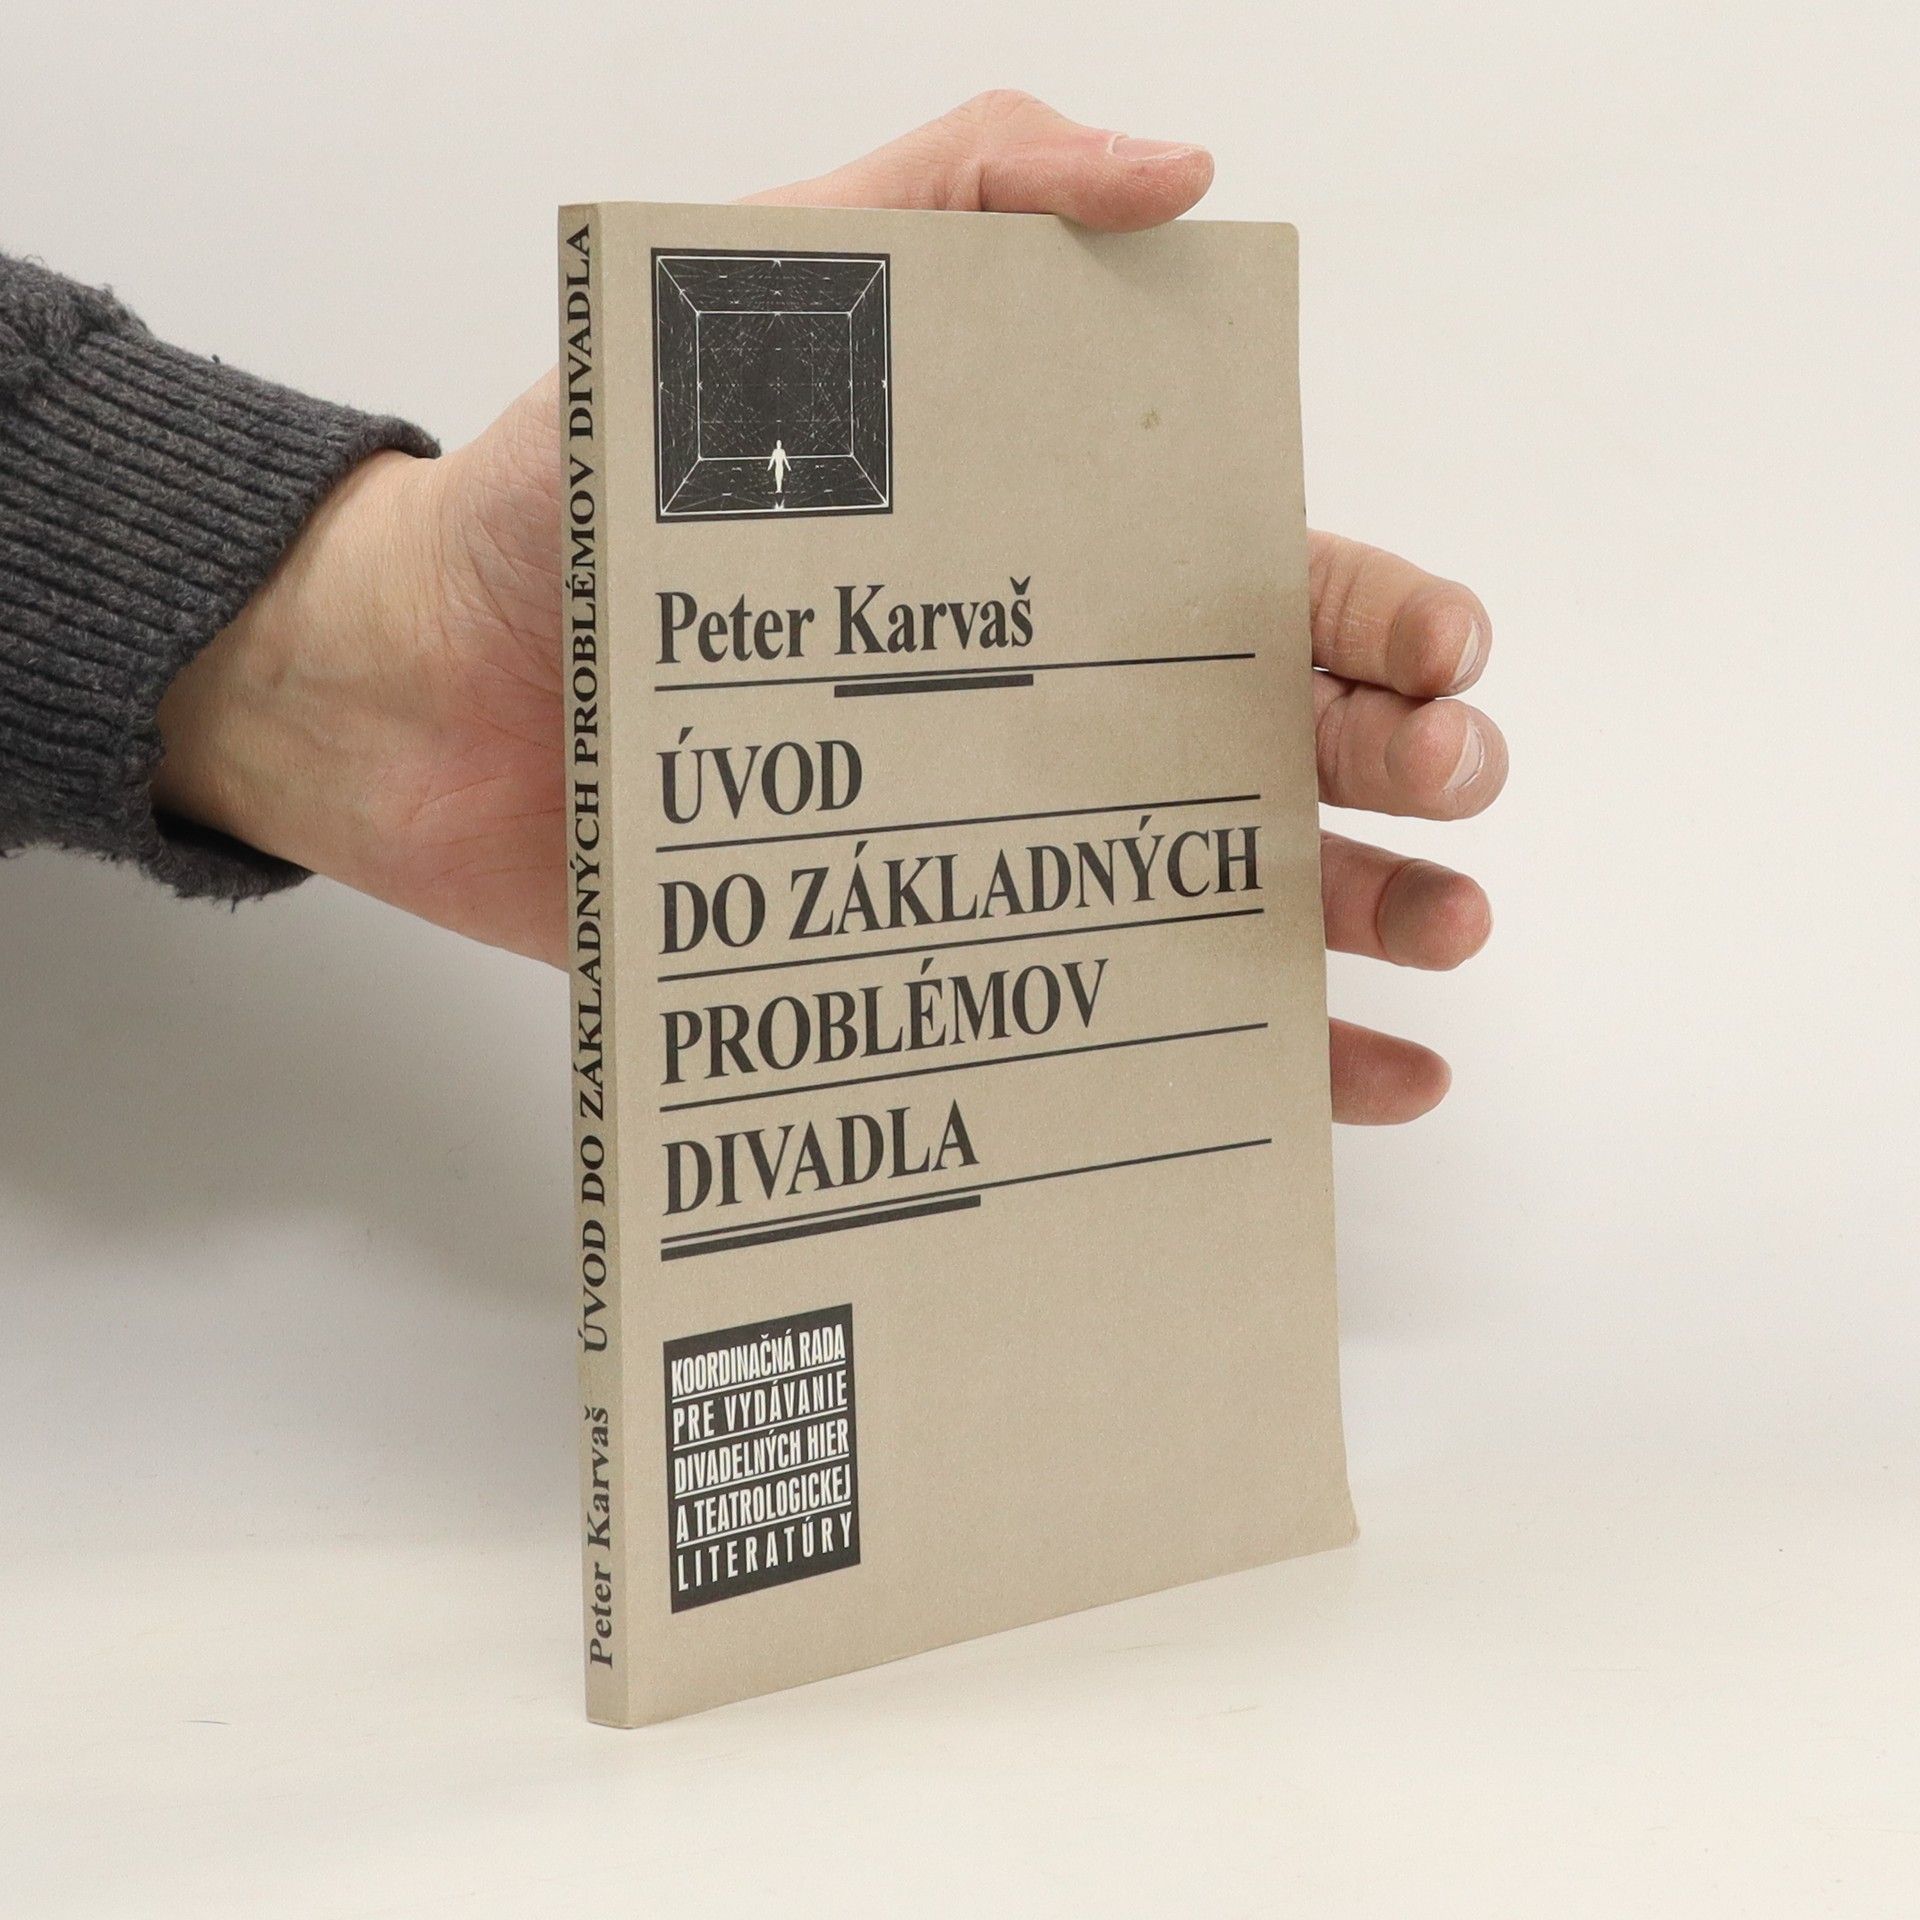 Peter Karvaš
ÚVOD
DO ZÁKLADNÝCH
PROBLÉMOV
DIVADLA
KOORDINAČNÁ RADA
PRE VYDÁVANIE
DIVADELNÝCH HIER
A TEATROLOGICKEJ
LITERATÚRY
Peter Karvaš ÚVOD DO ZÁKLADNÝCH PROBLÉMOV DIVADLA